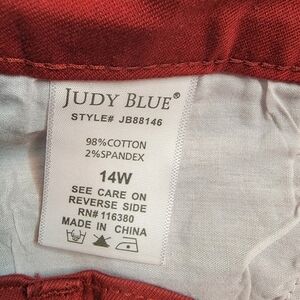 JUDY BLUE®
STYLE# JB88146
98%COTTON
2%SPANDEX
14W
SEE CARE ON
REVERSE SIDE
RN# 116380
MADE IN CHINA